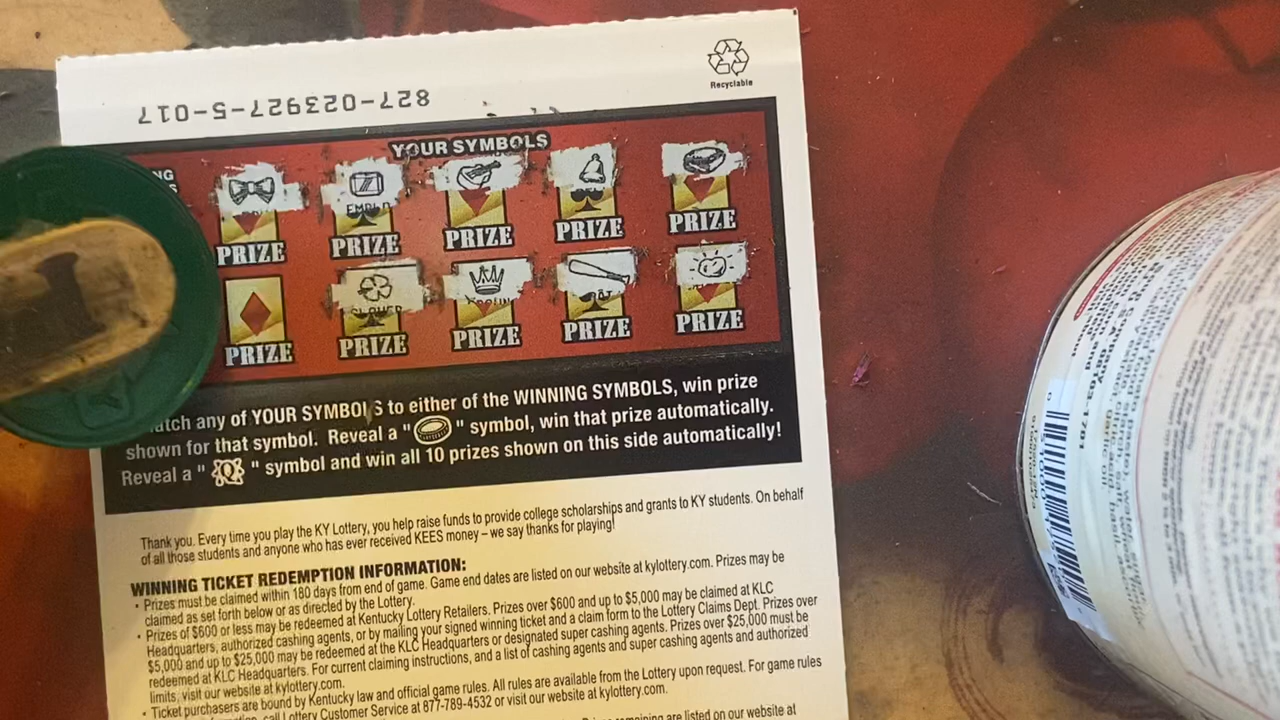 Recyclable
827-023927-5-017
YOUR SYMBOLS
PRIZE PRIZE PRIZE PRIZE PRIZE
PRIZE PRIZE PRIZE PRIZE PRIZE
any of YOUR SYMBOLS to either of the WINNING SYMBOLS, win prize
shown for that symbol. Reveal a " " symbol, win that prize automatically.
Reveal a " " symbol and win all 10 prizes shown on this side automatically!
Thank you. Every time you play the KY Lottery, you help raise funds to provide college scholarships and grants to KY students. On behalf
of all those students and anyone who has ever received KEES money – we say thanks for playing!
WINNING TICKET REDEMPTION INFORMATION:
• Prizes must be claimed within 180 days from end of game. Game end dates are listed on our website at kylottery.com. Prizes may be
claimed as set forth below or as directed by the Lottery.
• Prizes of $600 or less may be redeemed at Kentucky Lottery Retailers. Prizes over $600 and up to $5,000 may be claimed at KLC
Headquarters, authorized cashing agents, or by mailing your signed winning ticket and a claim form to the Lottery Claims Dept. Prizes over
$5,000 and up to $25,000 may be redeemed at the KLC Headquarters or designated super cashing agents. Prizes over $25,000 must be
redeemed at KLC Headquarters. For current claiming instructions, and a list of cashing agents and super cashing agents and authorized
limits, visit our website at kylottery.com.
• Ticket purchasers are bound by Kentucky law and official game rules. All rules are available from the Lottery upon request. For game rules
call Lottery Customer Service at 877-789-4532 or visit our website at kylottery.com.
remaining are listed on our website at